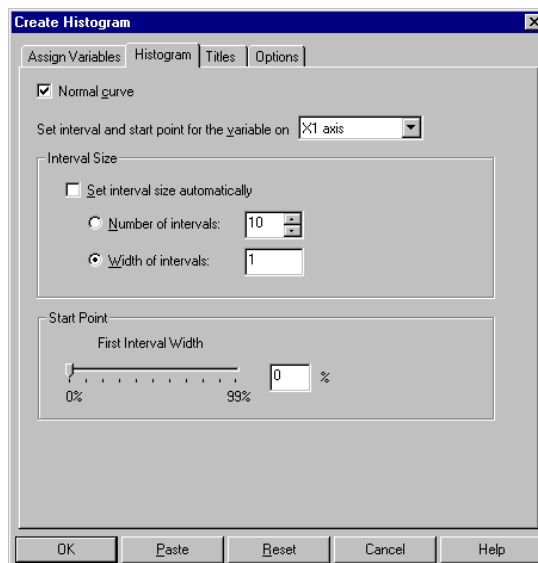 Create Histogram
Assign Variables Histogram Titles Options
Normal curve
Set interval and start point for the variable on X1 axis
Interval Size
Set interval size automatically
Number of intervals: 10
Width of intervals: 1
Start Point
First Interval Width
0 %
0% 99%
OK Paste Reset Cancel Help